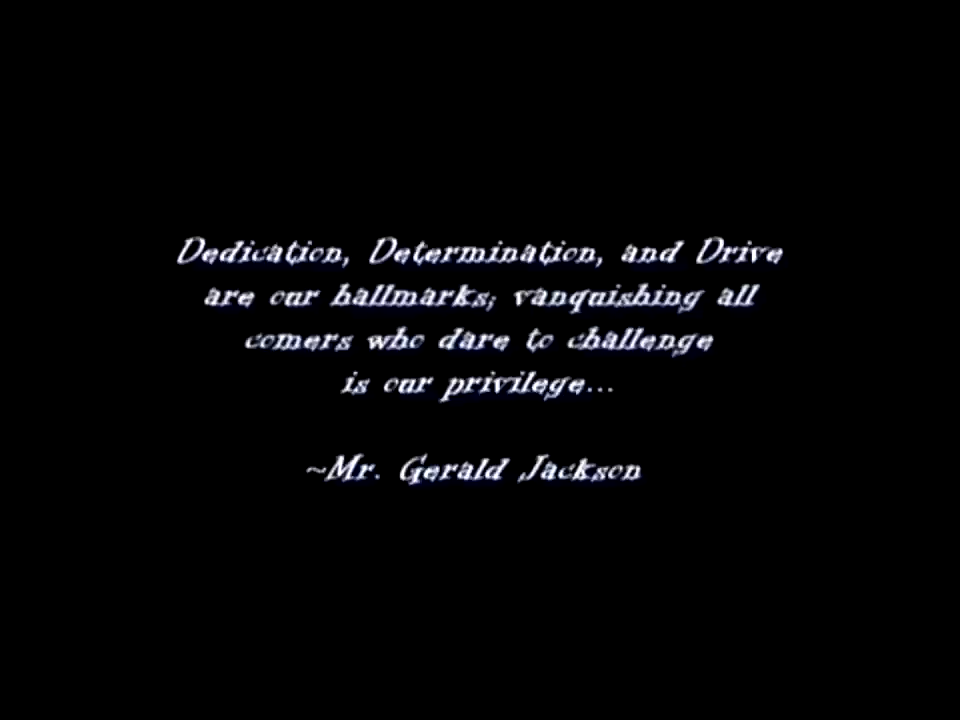 Dedication, Determination, and Drive
are our hallmarks; vanquishing all
comers who dare to challenge
is our privilege...
~Mr. Gerald Jackson